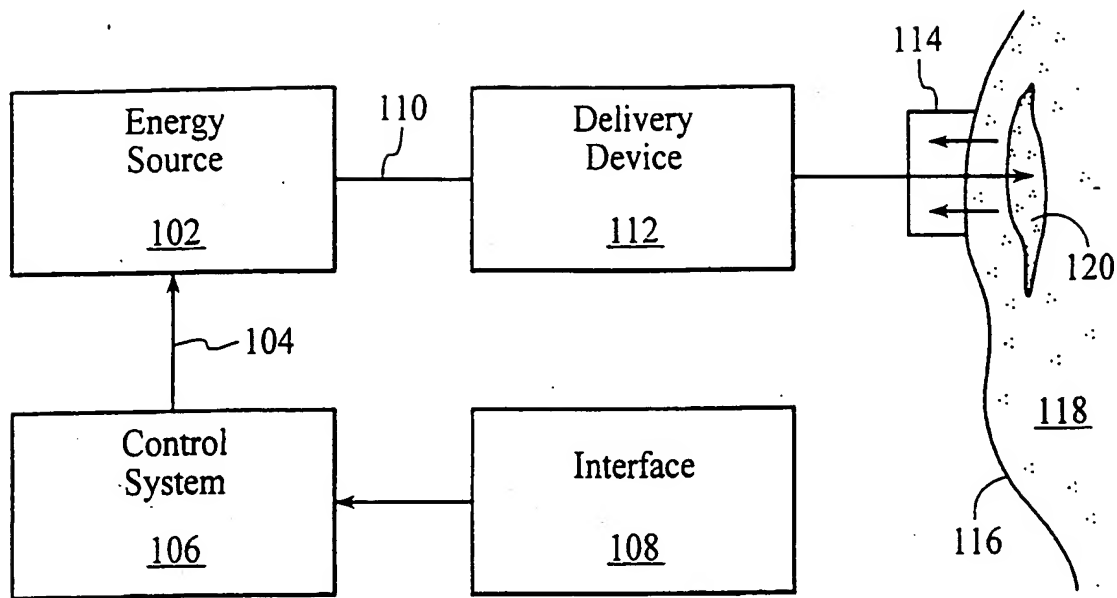 114
Energy
Source
102
110
Delivery
Device
112
120
104
Control
System
106
Interface
108
118
116